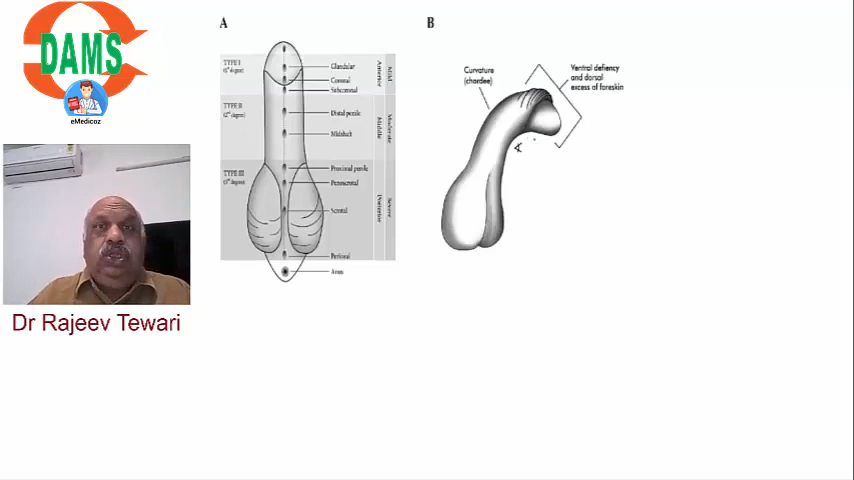 DAMS
eMedicoz
Dr Rajeev Tewari
A
TYPE I
(1st degree)
TYPE II
(2nd degree)
TYPE III
(3rd degree)
Glandular
Coronal
Subcoronal
Distal penile
Midshaft
Proximal penile
Penoscrotal
Scrotal
Perineal
Anus
Anterior
Middle
Posterior
Mild
Moderate
Severe
B
Curvature
(chordee)
Ventral defiency
and dorsal
excess of foreskin